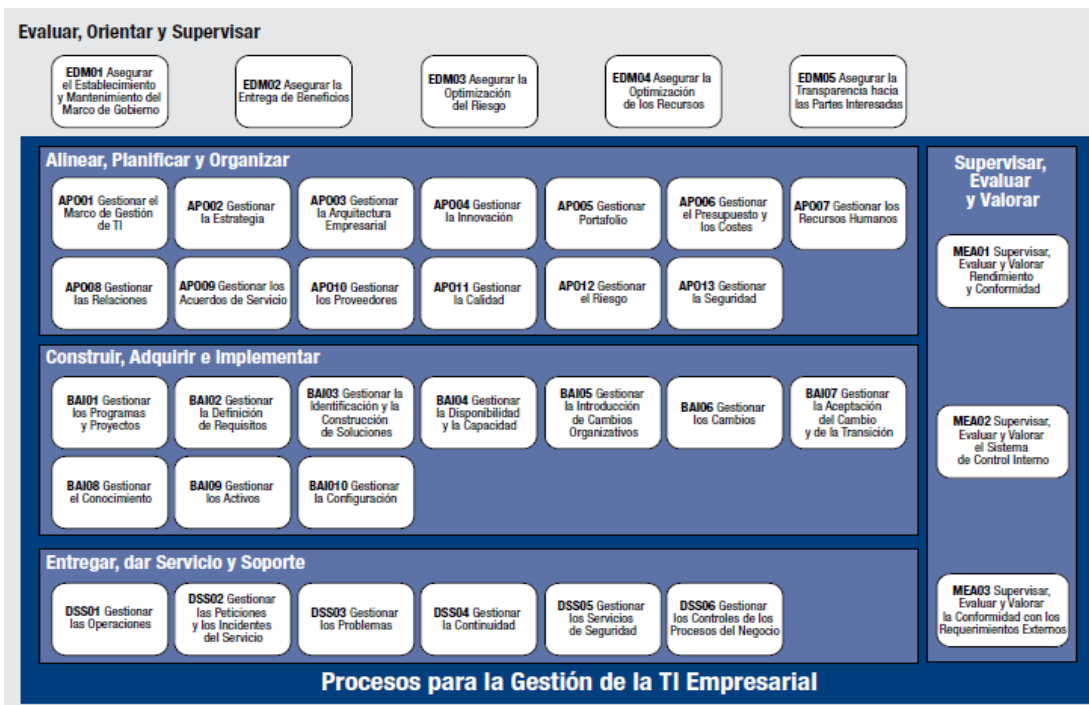 Evaluar, Orientar y Supervisar
EDM01 Asegurar
el Establecimiento
y Mantenimiento del
Marco de Gobierno
EDM02 Asegurar la
Entrega de Beneficios
EDM03 Asegurar la
Optimización
del Riesgo
EDM04 Asegurar la
Optimización
de los Recursos
EDM05 Asegurar la
Transparencia hacia
las Partes Interesadas
Alinear, Planificar y Organizar
APO01 Gestionar el
Marco de Gestión
de TI
APO02 Gestionar
la Estrategia
APO03 Gestionar
la Arquitectura
Empresarial
APO04 Gestionar
la Innovación
APO05 Gestionar
Portafolio
APO06 Gestionar
el Presupuesto y
los Costes
APO07 Gestionar los
Recursos Humanos
APO08 Gestionar
las Relaciones
APO09 Gestionar los
Acuerdos de Servicio
APO10 Gestionar
los Proveedores
APO11 Gestionar
la Calidad
APO12 Gestionar
el Riesgo
APO13 Gestionar
la Seguridad
Construir, Adquirir e Implementar
BAI01 Gestionar
los Programas
y Proyectos
BAI02 Gestionar
la Definición
de Requisitos
BAI03 Gestionar la
Identificación y la
Construcción
de Soluciones
BAI04 Gestionar
la Disponibilidad
y la Capacidad
BAI05 Gestionar
la Introducción
de Cambios
Organizativos
BAI06 Gestionar
los Cambios
BAI07 Gestionar
la Aceptación
del Cambio
y de la Transición
BAI08 Gestionar
el Conocimiento
BAI09 Gestionar
los Activos
BAI010 Gestionar
la Configuración
Entregar, dar Servicio y Soporte
DSS01 Gestionar
las Operaciones
DSS02 Gestionar
las Peticiones
y los Incidentes
del Servicio
DSS03 Gestionar
los Problemas
DSS04 Gestionar
la Continuidad
DSS05 Gestionar
los Servicios
de Seguridad
DSS06 Gestionar
los Controles de los
Procesos del Negocio
Supervisar,
Evaluar
y Valorar
MEA01 Supervisar,
Evaluar y Valorar
Rendimiento
y Conformidad
MEA02 Supervisar,
Evaluar y Valorar
el Sistema
de Control Interno
MEA03 Supervisar,
Evaluar y Valorar
la Conformidad con los
Requerimientos Externos
Procesos para la Gestión de la TI Empresarial